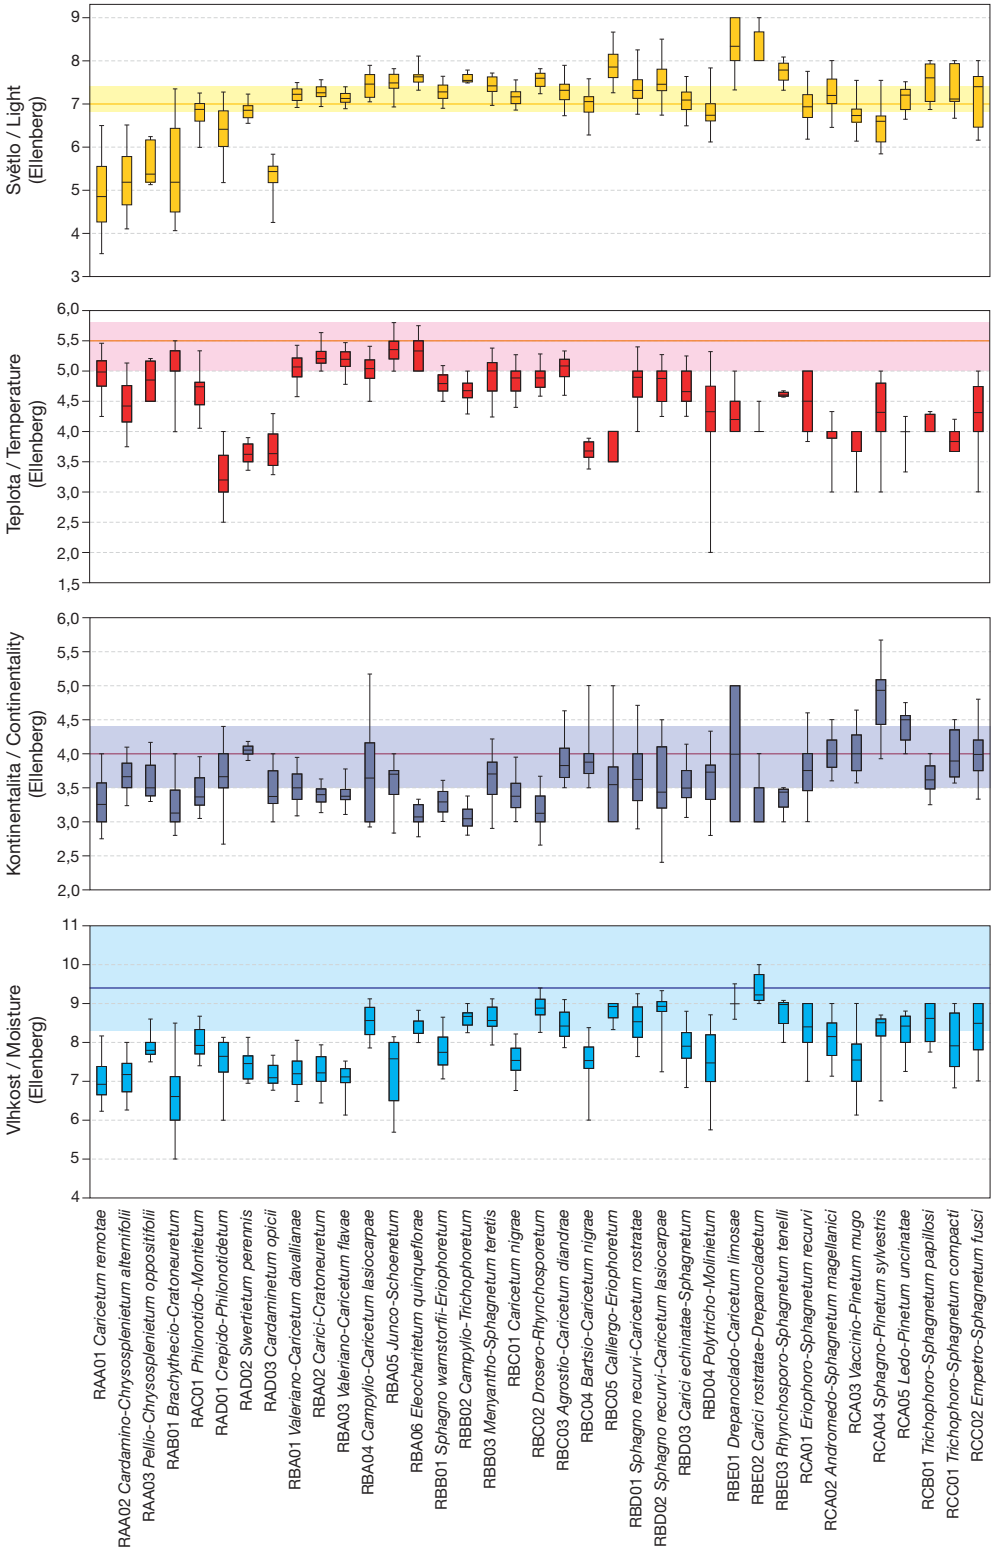 Světlo / Light
(Ellenberg)
9
8
7
6
5
4
3
Teplota / Temperature
(Ellenberg)
6,0
5,5
5,0
4,5
4,0
3,5
3,0
2,5
2,0
1,5
Kontinentalita / Continentality
(Ellenberg)
6,0
5,5
5,0
4,5
4,0
3,5
3,0
2,5
2,0
Vlhkost / Moisture
(Ellenberg)
11
10
9
8
7
6
5
4
RAA01 Caricetum remotae
RAA02 Cardamino-Chrysosplenietum alternifolii
RAA03 Pellio-Chrysosplenietum oppositifolii
RAB01 Brachythecio-Cratoneuretum
RAC01 Philonotido-Montietum
RAD01 Crepido-Philonotidetum
RAD02 Swertietum perennis
RAD03 Cardaminetum opicii
RBA01 Valeriano-Caricetum davallianae
RBA02 Carici-Cratoneuretum
RBA03 Valeriano-Caricetum flavae
RBA04 Campylio-Caricetum lasiocarpae
RBA05 Junco-Schoenetum
RBA06 Eleocharitetum quinqueflorae
RBB01 Sphagno warnstorfii-Eriophoretum
RBB02 Campylio-Trichophoretum
RBB03 Menyantho-Sphagnetum teretis
RBC01 Caricetum nigrae
RBC02 Drosero-Rhynchosporetum
RBC03 Agrostio-Caricetum diandrae
RBC04 Bartsio-Caricetum nigrae
RBC05 Calliergo-Eriophoretum
RBD01 Sphagno recurvi-Caricetum rostratae
RBD02 Sphagno recurvi-Caricetum lasiocarpae
RBD03 Carici echinatae-Sphagnetum
RBD04 Polytricho-Molinietum
RBE01 Drepanoclado-Caricetum limosae
RBE02 Carici rostratae-Drepanocladetum
RBE03 Rhynchosporo-Sphagnetum tenelli
RCA01 Eriophoro-Sphagnetum recurvi
RCA02 Andromedo-Sphagnetum magellanici
RCA03 Vaccinio-Pinetum mugo
RCA04 Sphagno-Pinetum sylvestris
RCA05 Ledo-Pinetum uncinatae
RCB01 Trichophoro-Sphagnetum papillosi
RCC01 Trichophoro-Sphagnetum compacti
RCC02 Empetro-Sphagnetum fusci